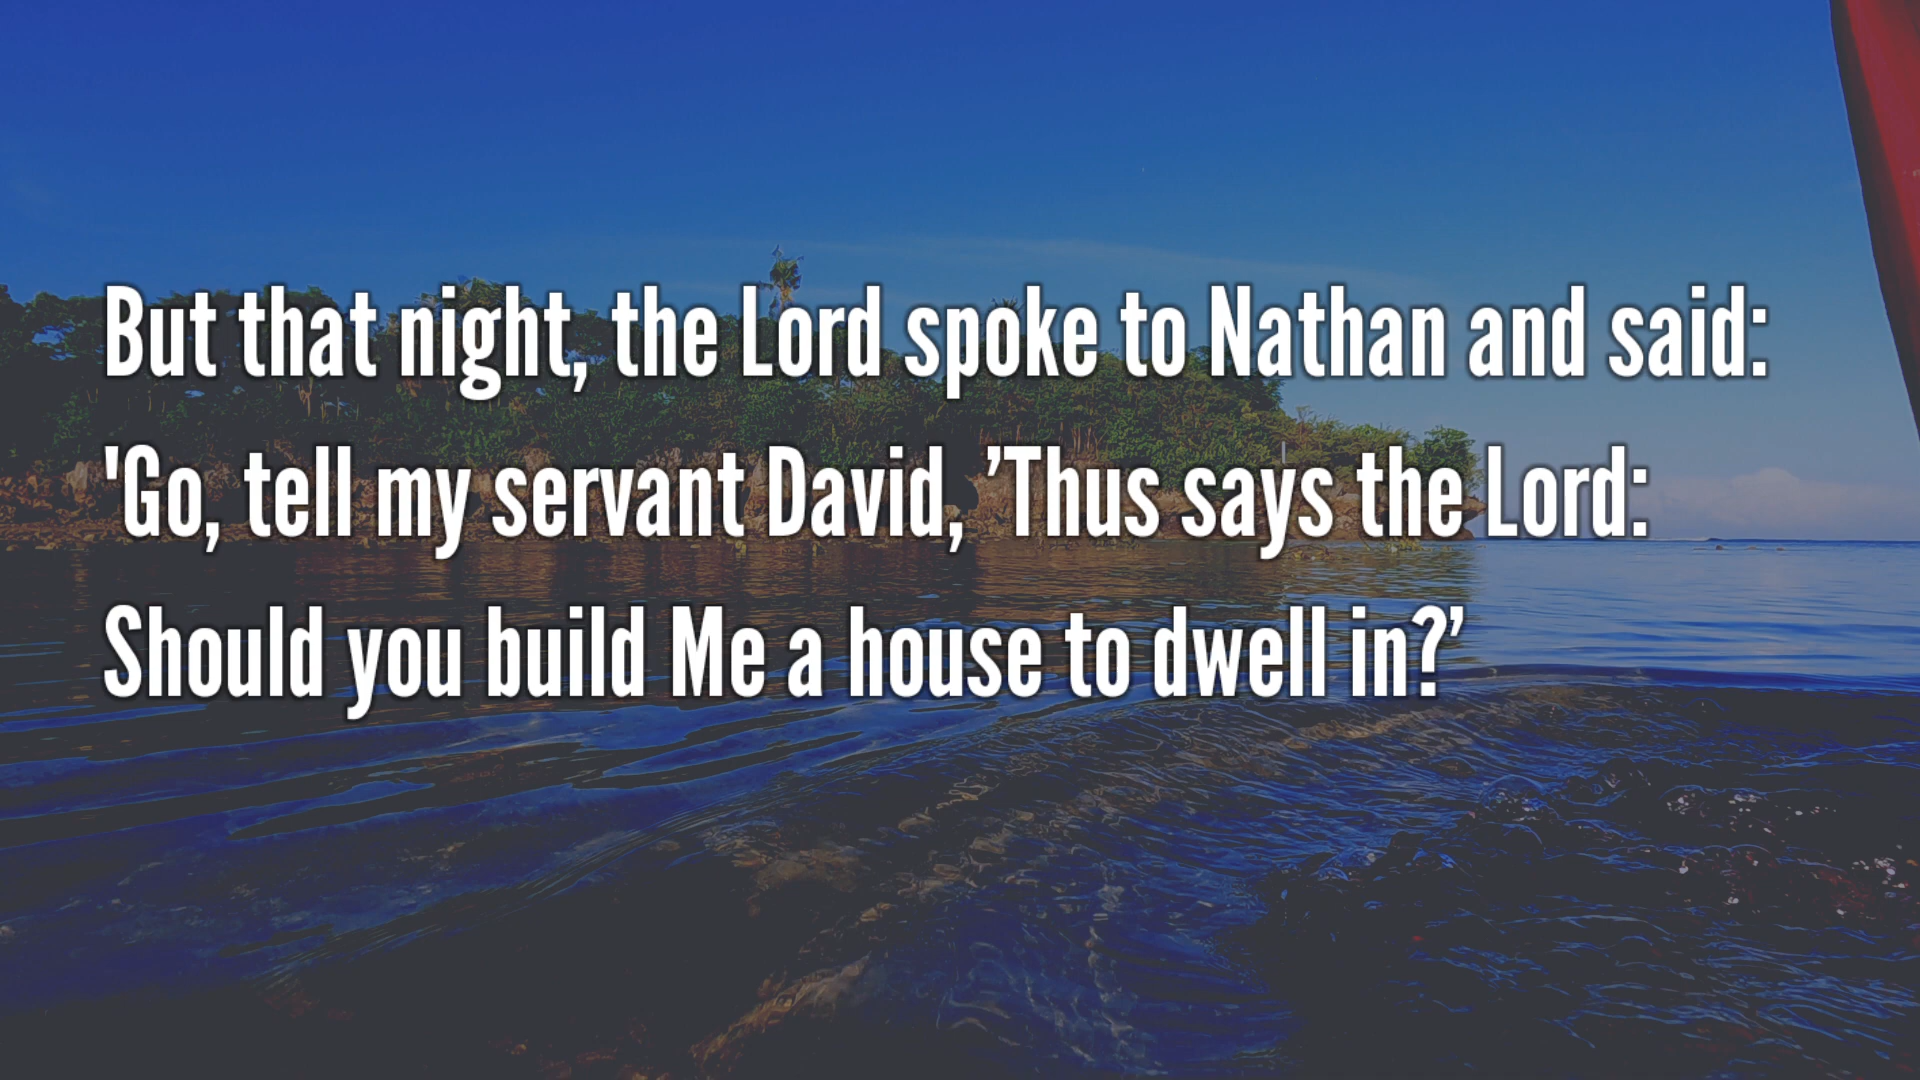 But that night, the Lord spoke to Nathan and said:
'Go, tell my servant David, ’Thus says the Lord:
Should you build Me a house to dwell in?’